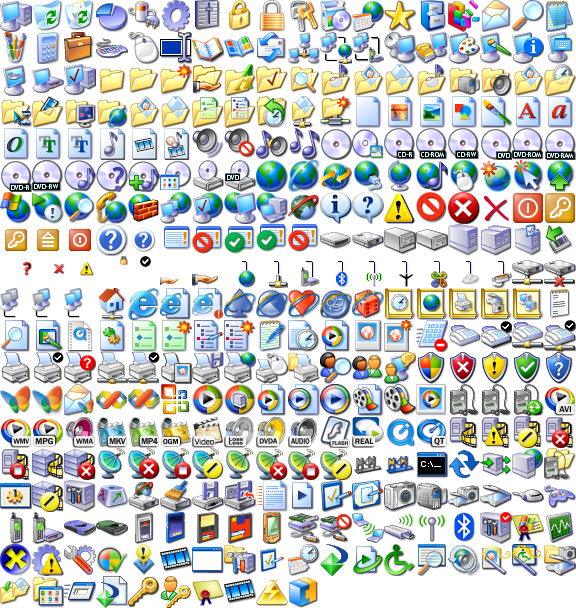 A a
O T T
CD-R CD-ROM CD-RW DVD DVD-ROM DVD-RAM
DVD-R DVD-RW DVD
AVI
WMV MPG WMA MKV MP4 OGM Video DVDA AUDIO FLASH REAL QT
C:\_